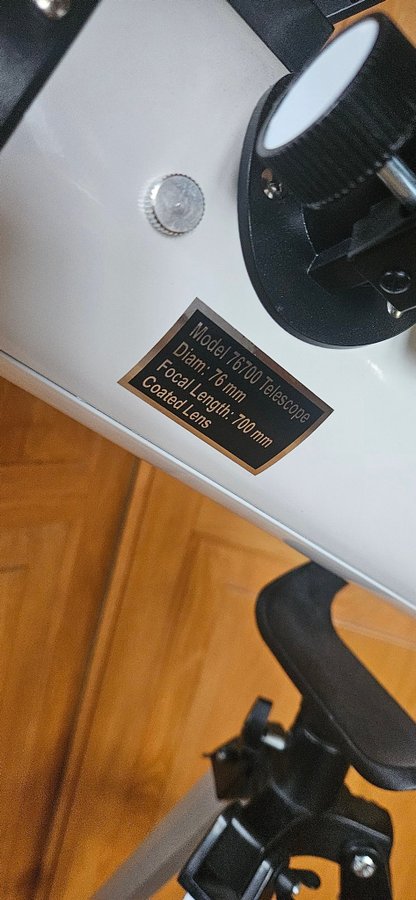 Model 76700 Telescope
Diam: 76 mm
Focal Length: 700 mm
Coated Lens